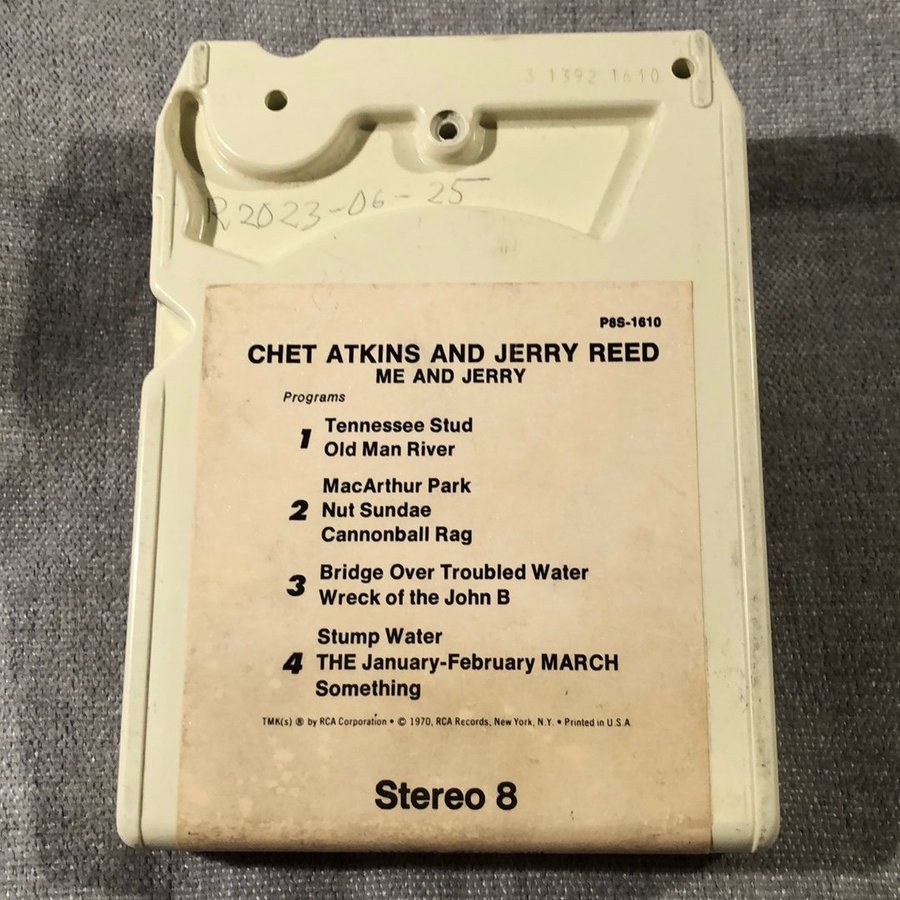 3 1392 1610
R2023-06-25
P8S-1610
CHET ATKINS AND JERRY REED
ME AND JERRY
Programs
1 Tennessee Stud
Old Man River
MacArthur Park
2 Nut Sundae
Cannonball Rag
3 Bridge Over Troubled Water
Wreck of the John B
Stump Water
4 THE January-February MARCH
Something
TMK(s) ® by RCA Corporation • © 1970, RCA Records, New York, N.Y. • Printed in U.S.A.
Stereo 8